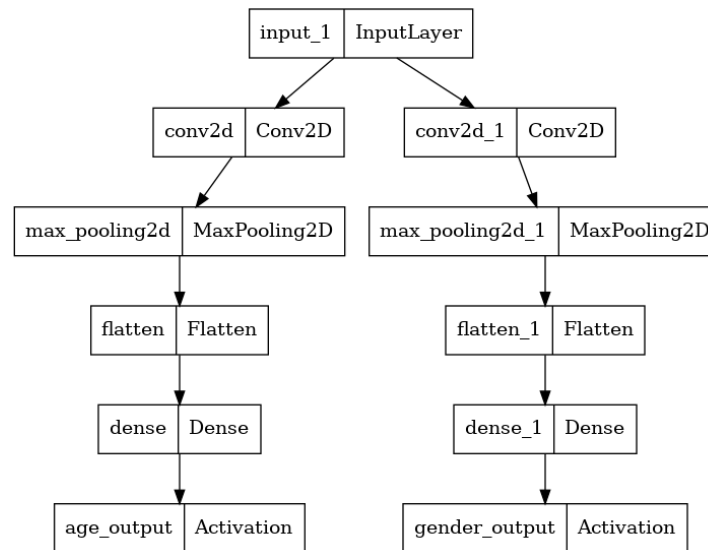 input_1 InputLayer
conv2d Conv2D conv2d_1 Conv2D
max_pooling2d MaxPooling2D max_pooling2d_1 MaxPooling2D
flatten Flatten flatten_1 Flatten
dense Dense dense_1 Dense
age_output Activation gender_output Activation